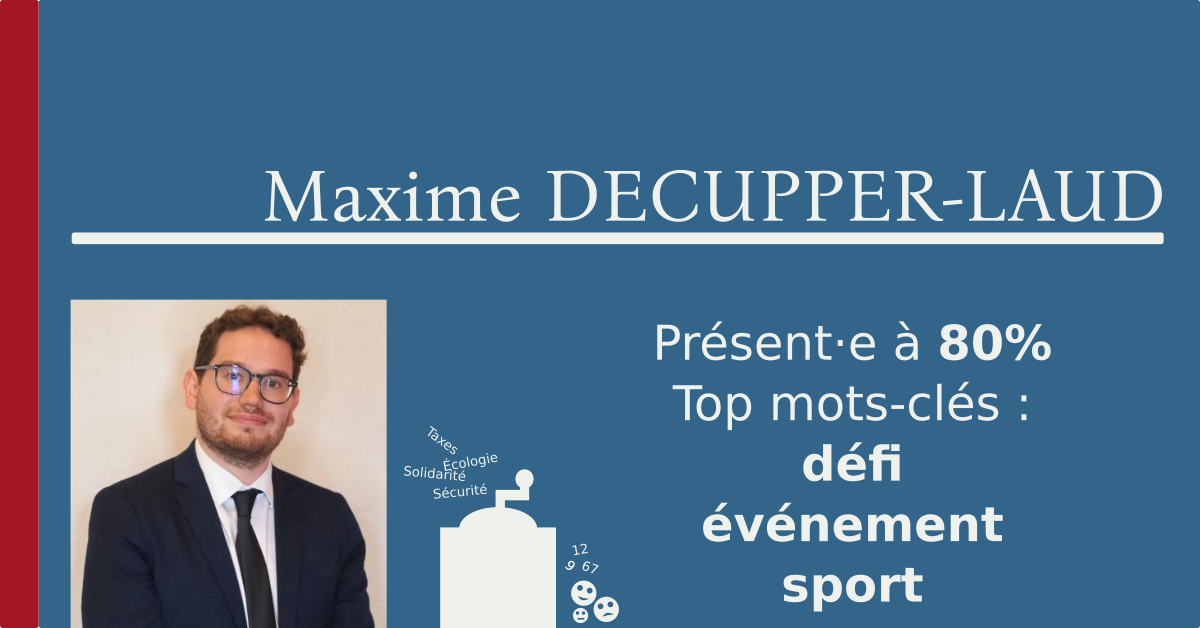 Maxime DECUPPER-LAUD
Présent·e à 80%
Top mots-clés :
défi
événement
sport
Taxes
Écologie
Solidarité
Sécurité
12
9 67